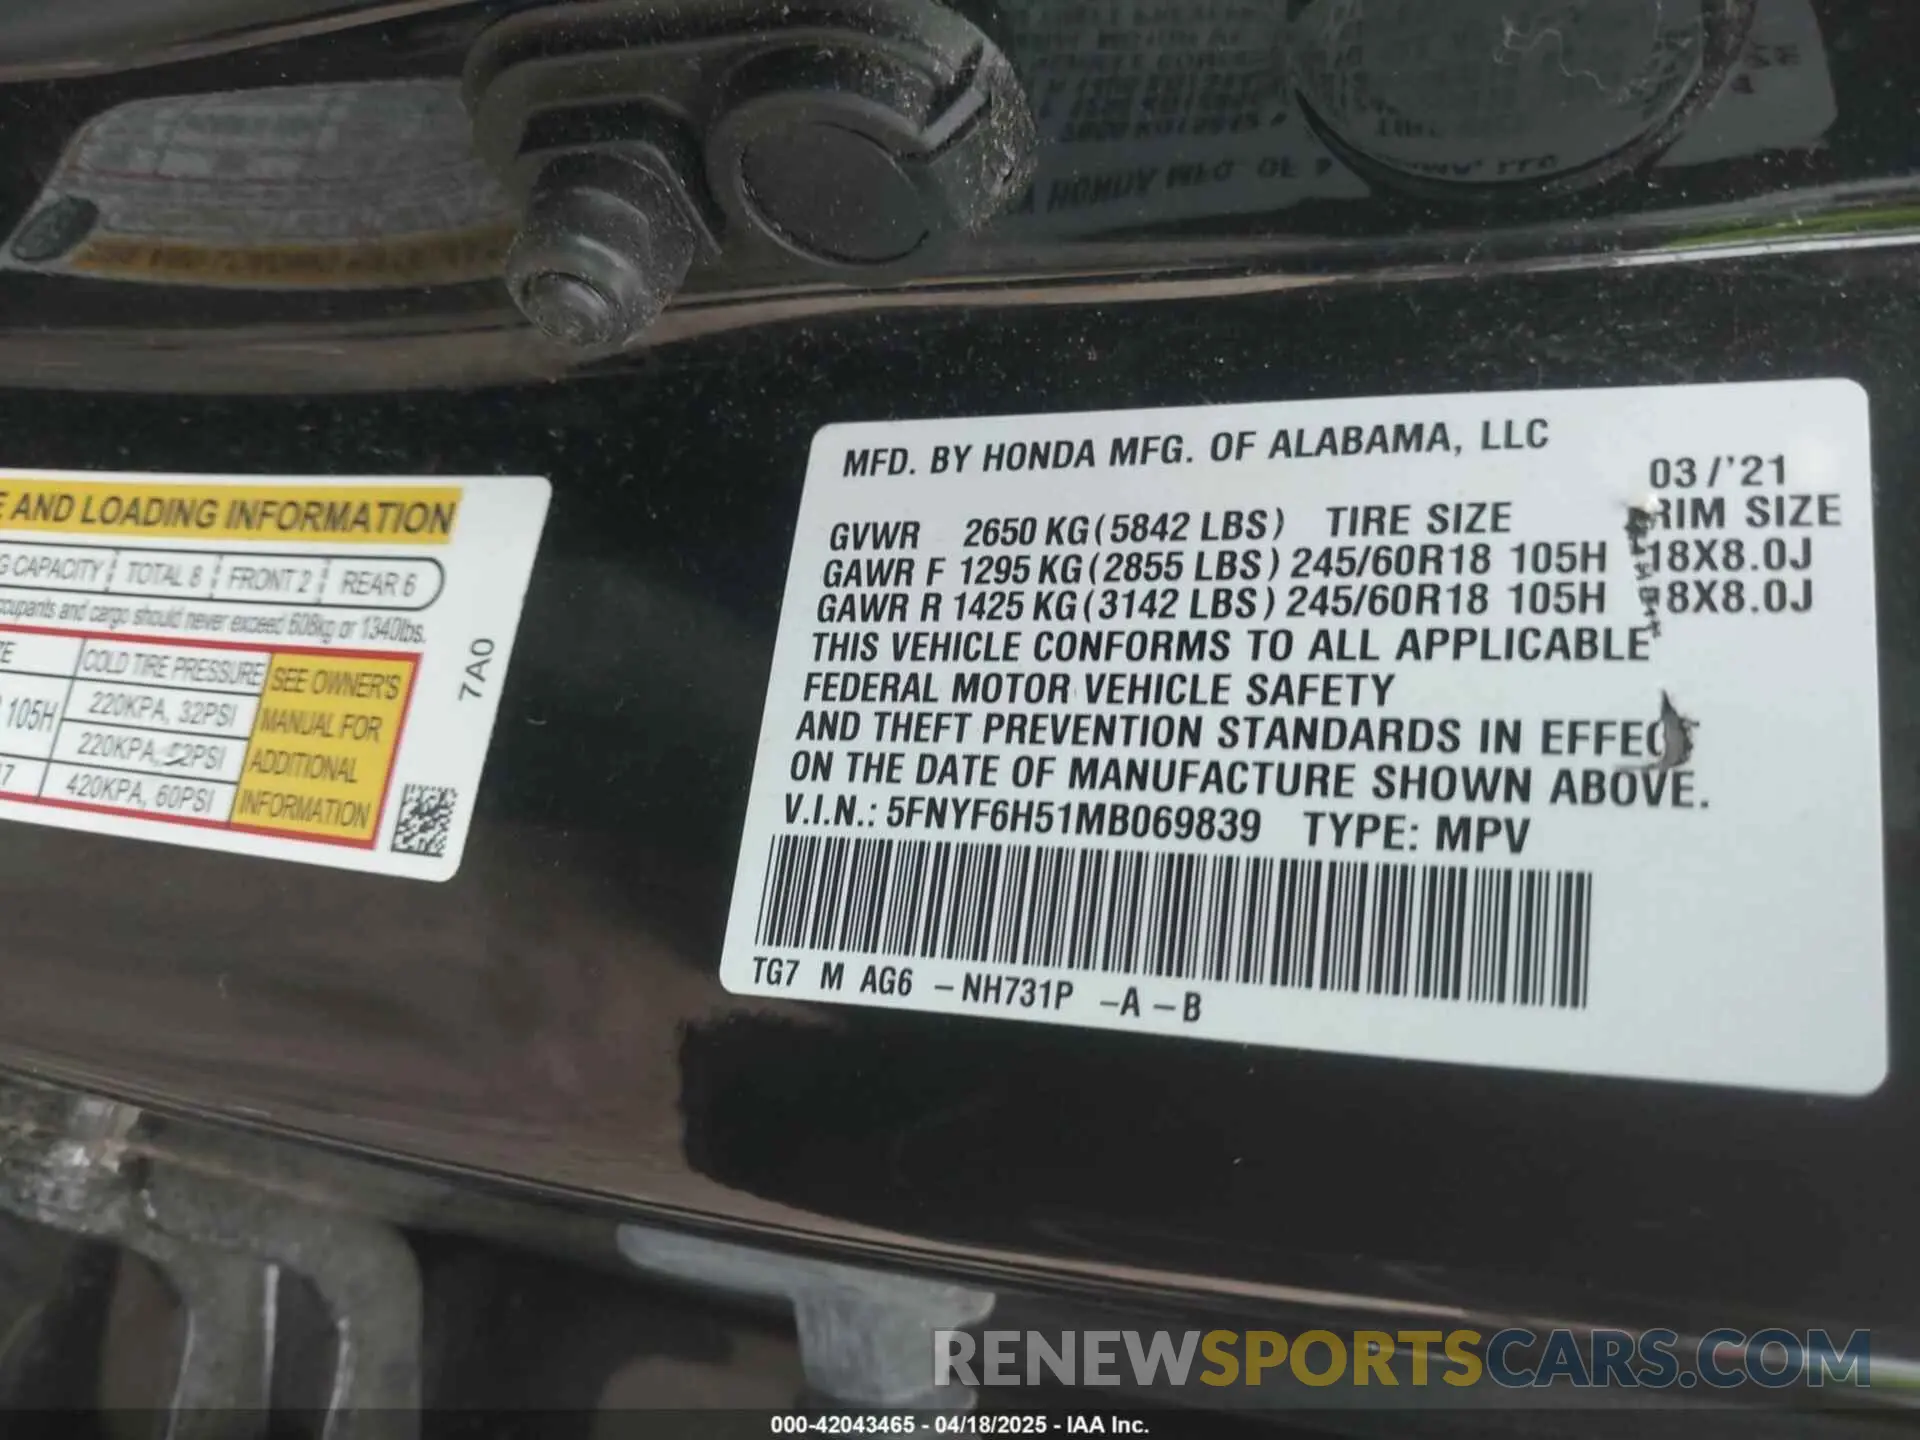 MFD. BY HONDA MFG. OF ALABAMA, LLC
03/'21
GVWR 2650 KG(5842 LBS) TIRE SIZE RIM SIZE
GAWR F 1295 KG(2855 LBS) 245/60R18 105H 18X8.0J
GAWR R 1425 KG(3142 LBS) 245/60R18 105H 18X8.0J
THIS VEHICLE CONFORMS TO ALL APPLICABLE
FEDERAL MOTOR VEHICLE SAFETY
AND THEFT PREVENTION STANDARDS IN EFFECT
ON THE DATE OF MANUFACTURE SHOWN ABOVE.
V.I.N.: 5FNYF6H51MB069839 TYPE: MPV
TG7 M AG6 -NH731P -A -B
E AND LOADING INFORMATION
G CAPACITY TOTAL 8 FRONT 2 REAR 6
ccupants and cargo should never exceed 608kg or 1340lbs.
ZE COLD TIRE PRESSURE
105H 220KPA, 32PSI
220KPA, 32PSI
17 420KPA, 60PSI
SEE OWNER'S
MANUAL FOR
ADDITIONAL
INFORMATION
7A0
RENEWSPORTSCARS.COM
000-42043465 - 04/18/2025 - IAA Inc.